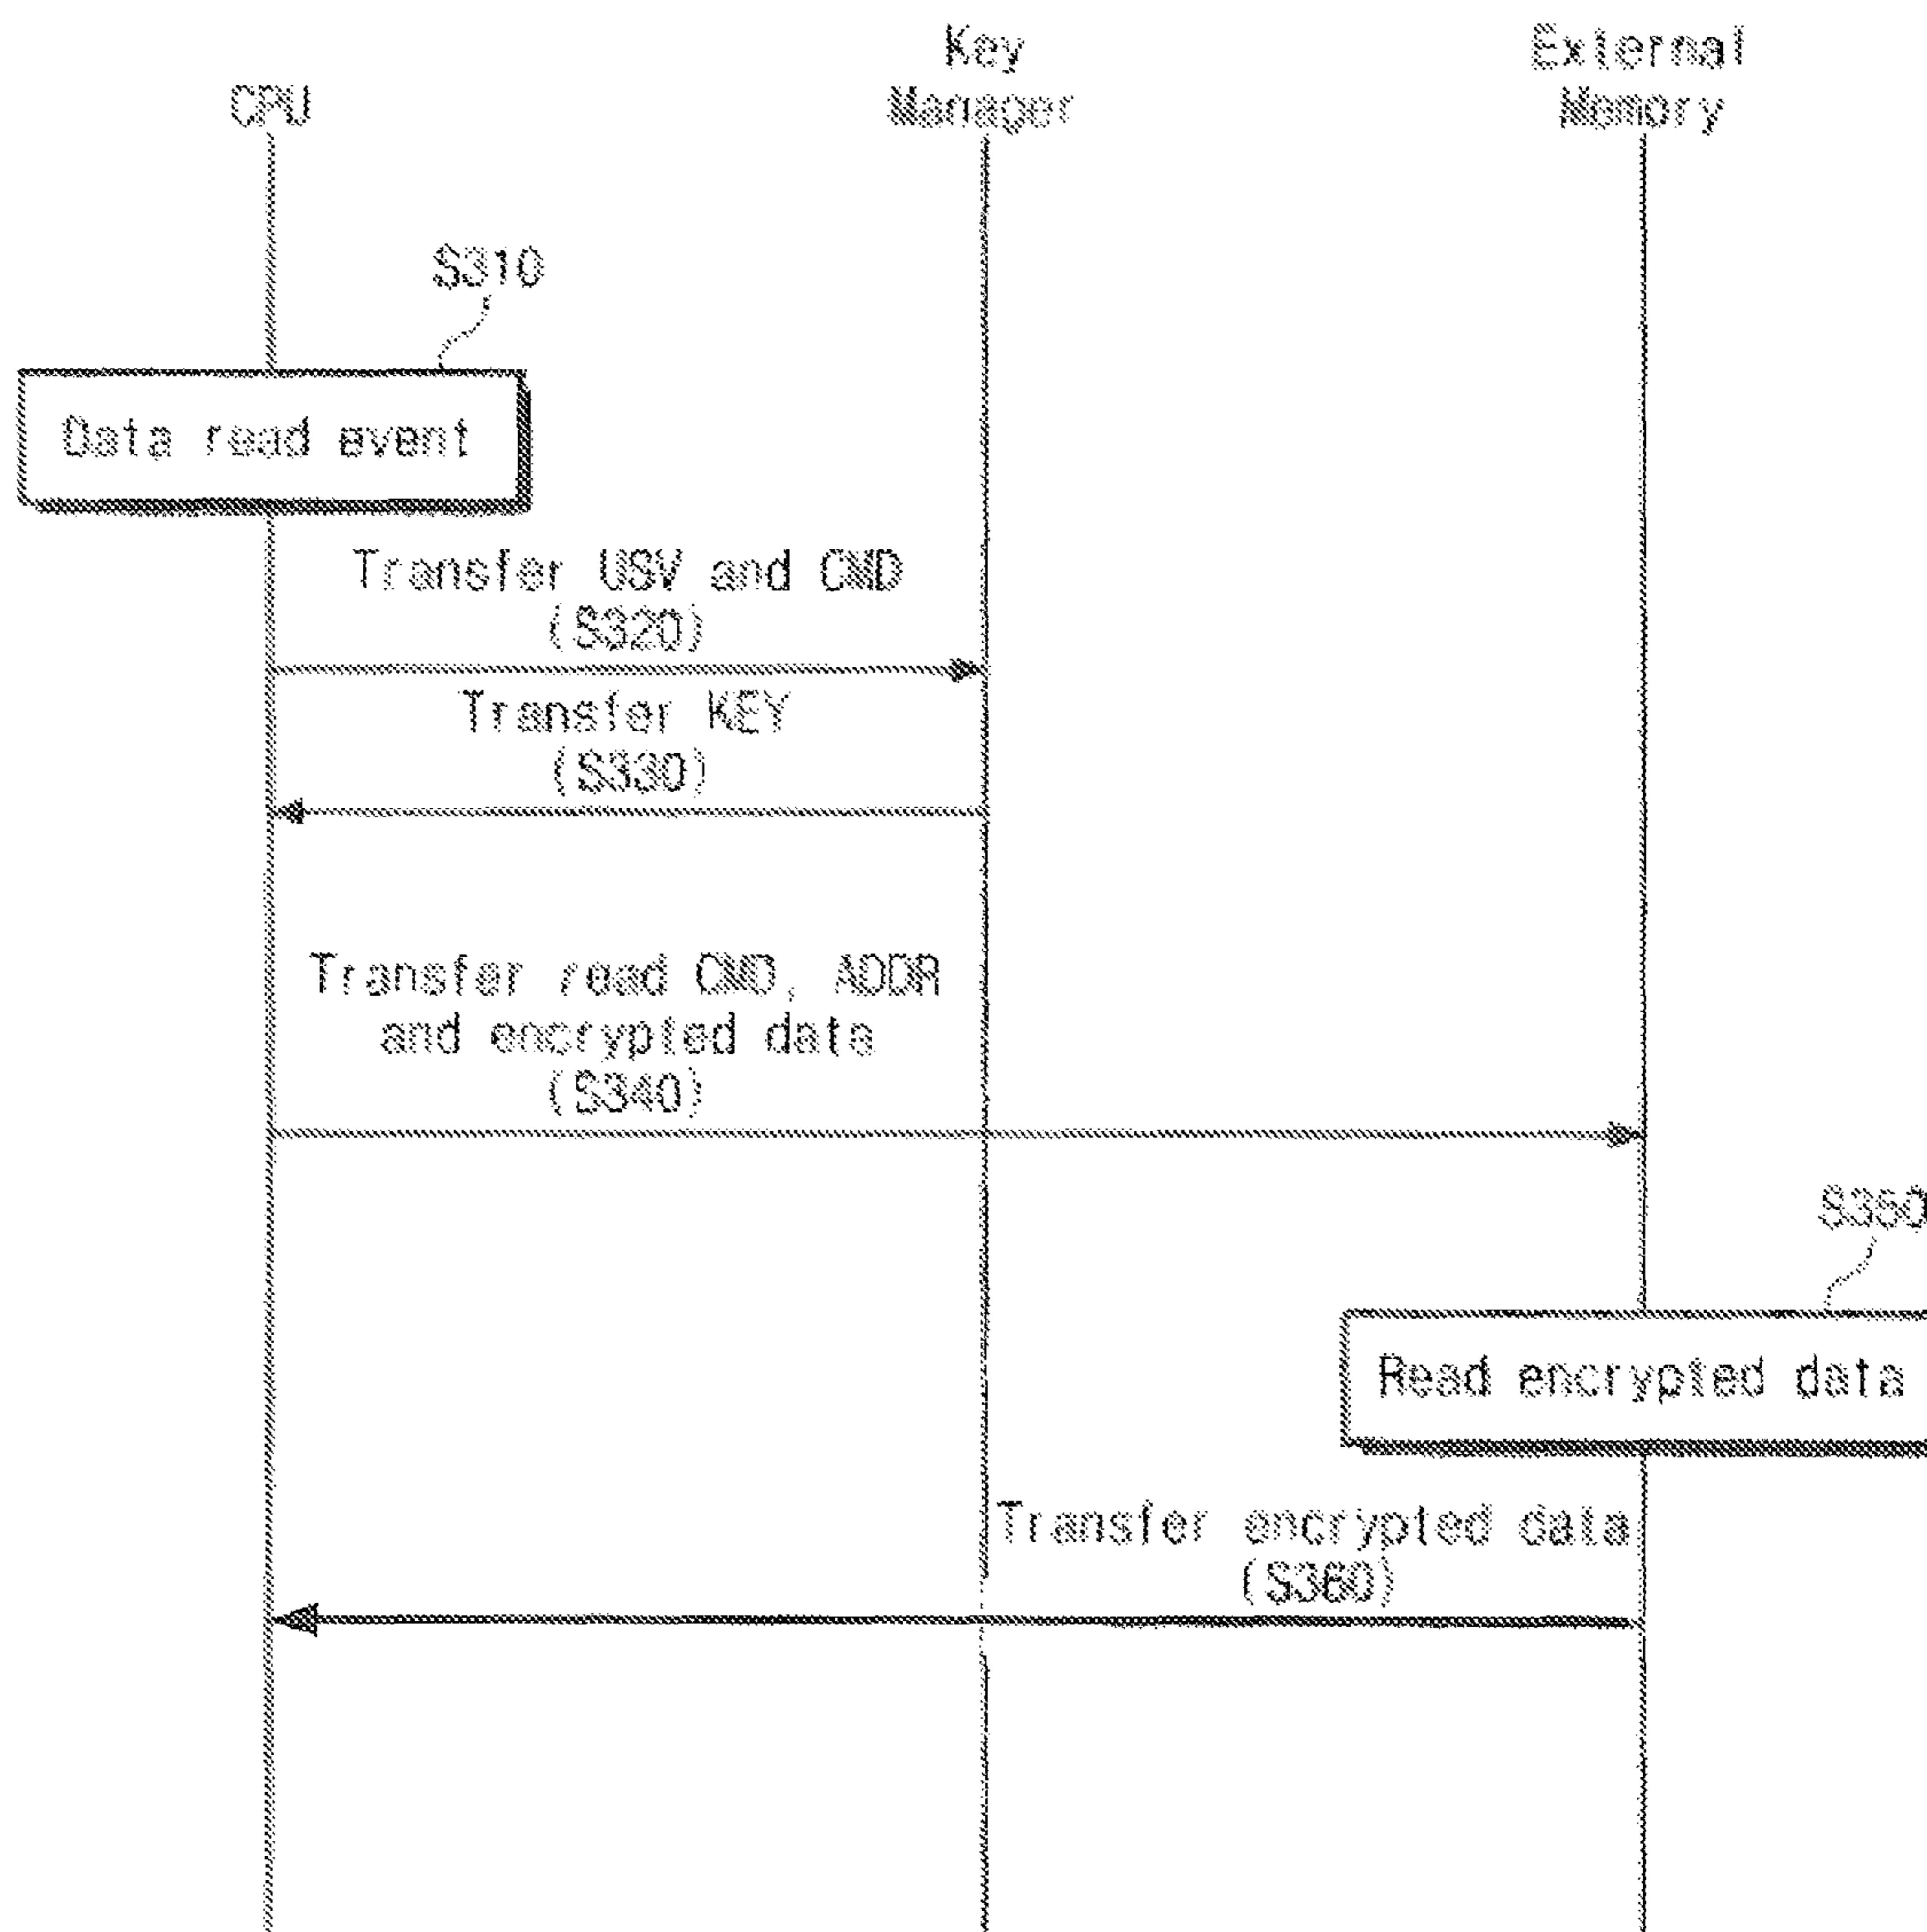 CPU
Key
Manager
External
Memory
S310
Data read event
Transfer USV and CMD
(S320)
Transfer KEY
(S330)
Transfer read CMD, ADDR
and encrypted data
(S340)
S350
Read encrypted data
Transfer encrypted data
(S360)